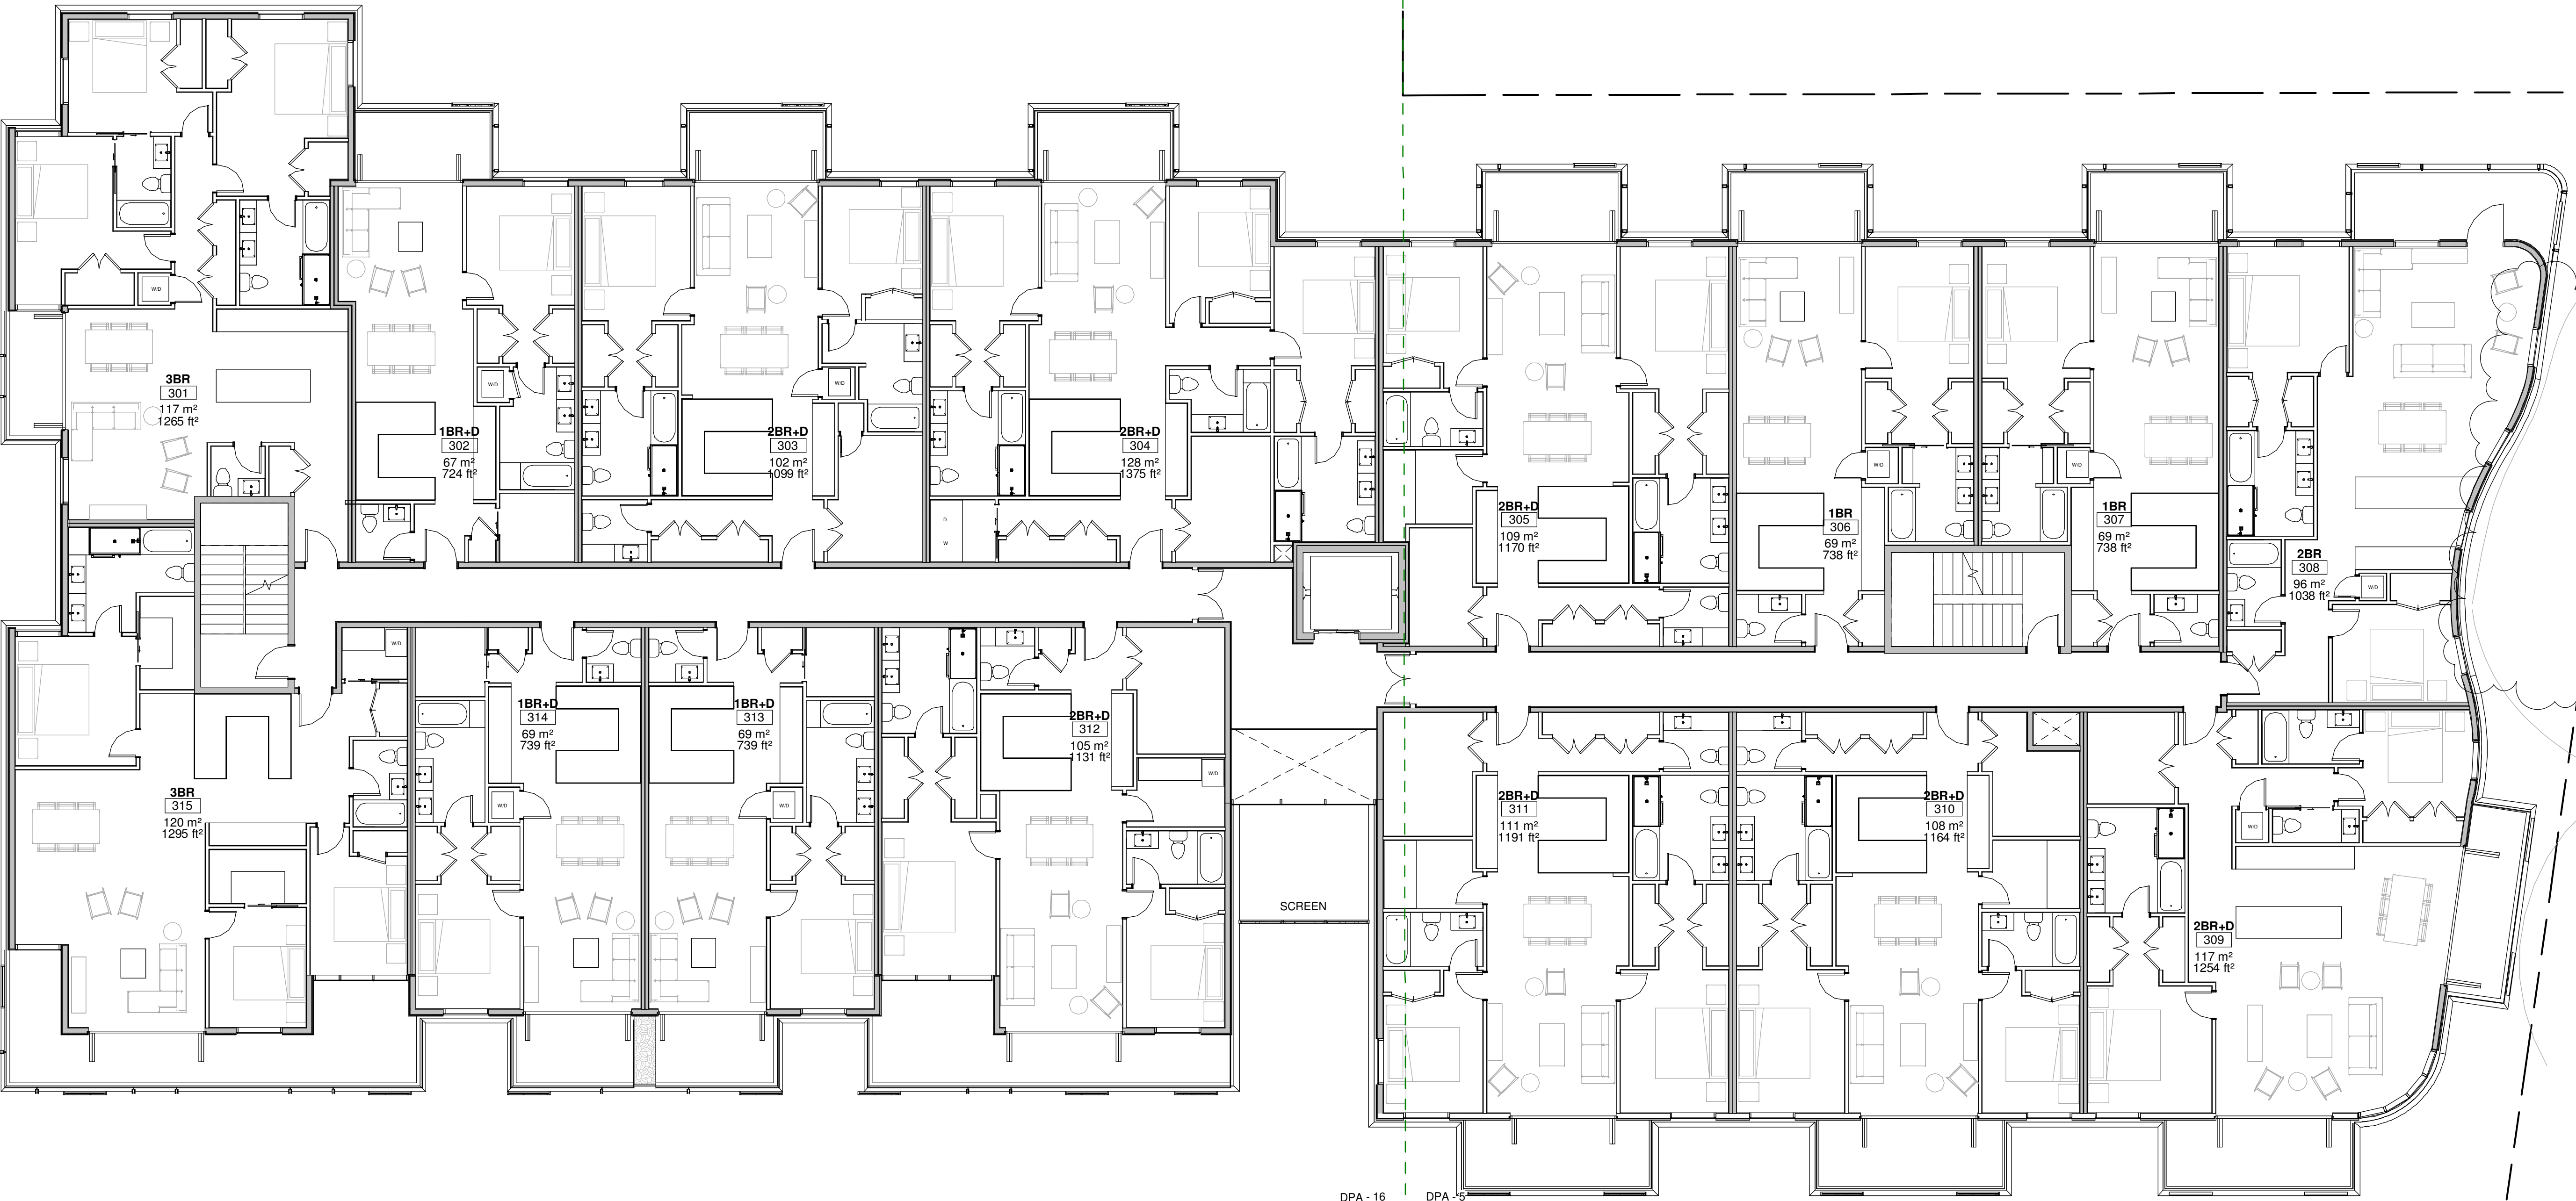 3BR
301
117 m²
1265 ft²
W/D
1BR+D
302
67 m²
724 ft²
W/D
2BR+D
303
102 m²
1099 ft²
W/D
2BR+D
304
128 m²
1375 ft²
D
W
2BR+D
305
109 m²
1170 ft²
1BR
306
69 m²
738 ft²
W/D
1BR
307
69 m²
738 ft²
W/D
2BR
308
96 m²
1038 ft²
W/D
3BR
315
120 m²
1295 ft²
W/D
1BR+D
314
69 m²
739 ft²
W/D
1BR+D
313
69 m²
739 ft²
W/D
2BR+D
312
105 m²
1131 ft²
W/D
SCREEN
2BR+D
311
111 m²
1191 ft²
2BR+D
310
108 m²
1164 ft²
2BR+D
309
117 m²
1254 ft²
W/D
DPA - 16
DPA - 5